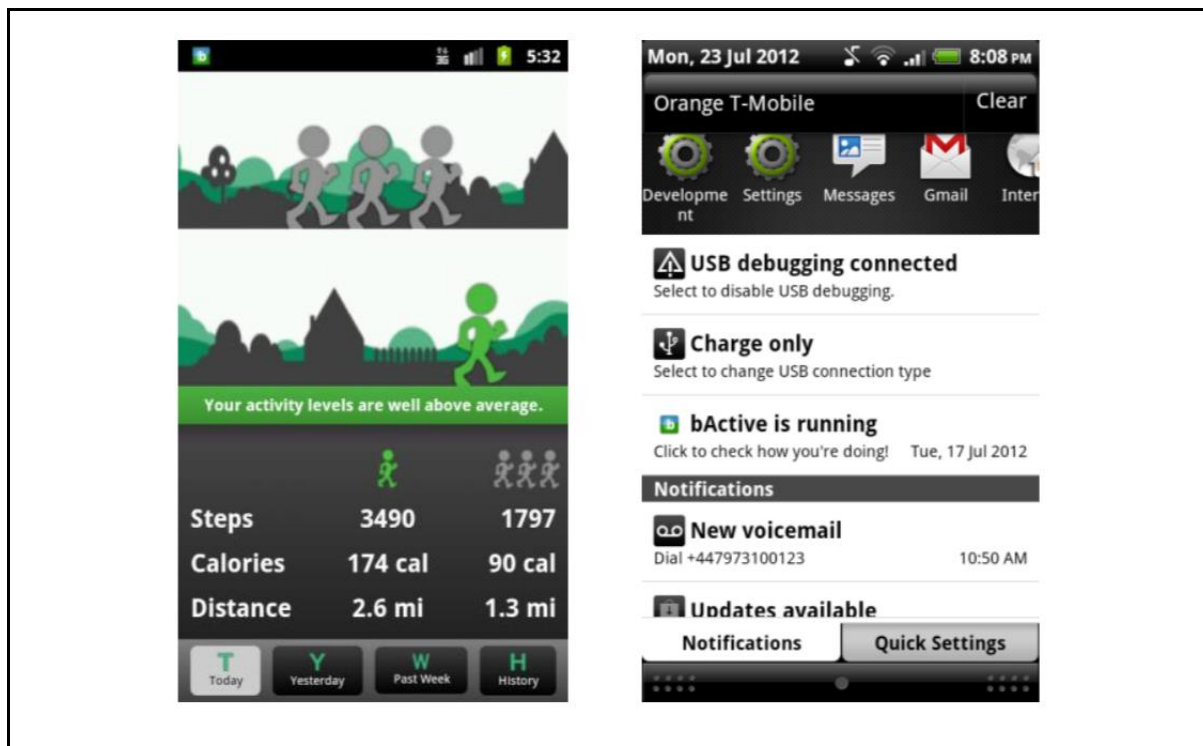 b
3G
5:32
Your activity levels are well above average.
Steps 3490 1797
Calories 174 cal 90 cal
Distance 2.6 mi 1.3 mi
T Y W H
Today Yesterday Past Week History
Mon, 23 Jul 2012 8:08 PM
Orange T-Mobile Clear
Developme
nt Settings Messages Gmail Inter
USB debugging connected
Select to disable USB debugging.
Charge only
Select to change USB connection type
b bActive is running
Click to check how you're doing! Tue, 17 Jul 2012
Notifications
New voicemail
Dial +447973100123 10:50 AM
Updates available
Notifications Quick Settings